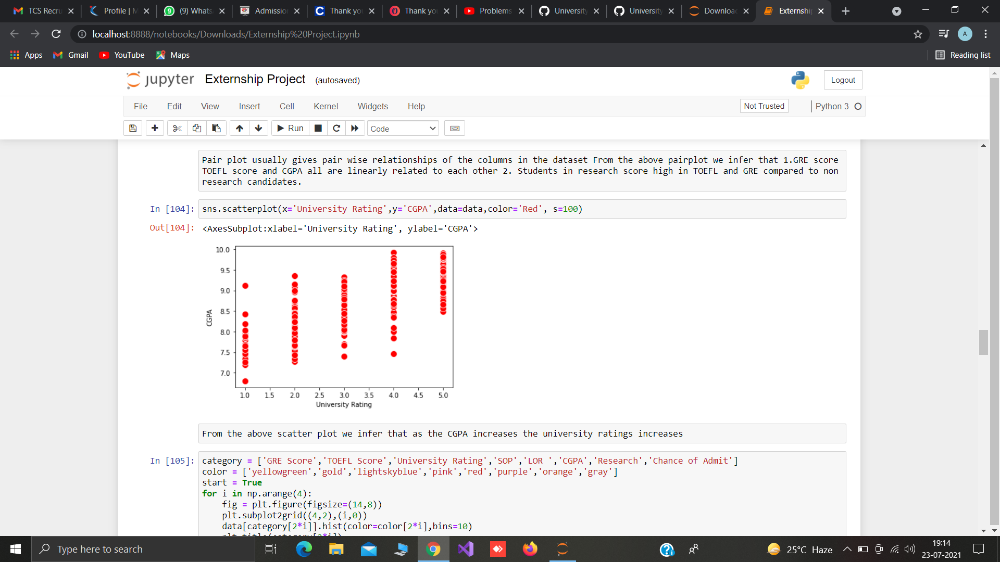 TCS Recru
Profile | M
(9) Whats
Admission
Thank you
Thank you
Problems
University
University
Download
Externship
localhost:8888/notebooks/Downloads/Externship%20Project.ipynb
A
Apps
Gmail
YouTube
Maps
Reading list
jupyter
Externship Project (autosaved)
Logout
File Edit View Insert Cell Kernel Widgets Help
Not Trusted
Python 3
Run
Code
Pair plot usually gives pair wise relationships of the columns in the dataset From the above pairplot we infer that 1.GRE score
TOEFL score and CGPA all are linearly related to each other 2. Students in research score high in TOEFL and GRE compared to non
research candidates.
In [104]: sns.scatterplot(x='University Rating',y='CGPA',data=data,color='Red', s=100)
Out[104]: <AxesSubplot:xlabel='University Rating', ylabel='CGPA'>
10.0
9.5
9.0
8.5
8.0
7.5
7.0
CGPA
1.0 1.5 2.0 2.5 3.0 3.5 4.0 4.5 5.0
University Rating
From the above scatter plot we infer that as the CGPA increases the university ratings increases
In [105]: category = ['GRE Score','TOEFL Score','University Rating','SOP','LOR ','CGPA','Research','Chance of Admit']
color = ['yellowgreen','gold','lightskyblue','pink','red','purple','orange','gray']
start = True
for i in np.arange(4):
    fig = plt.figure(figsize=(14,8))
    plt.subplot2grid((4,2),(i,0))
    data[category[2*i]].hist(color=color[2*i],bins=10)
    plt.title(category[2*i])
Type here to search
25°C Haze
19:14
23-07-2021